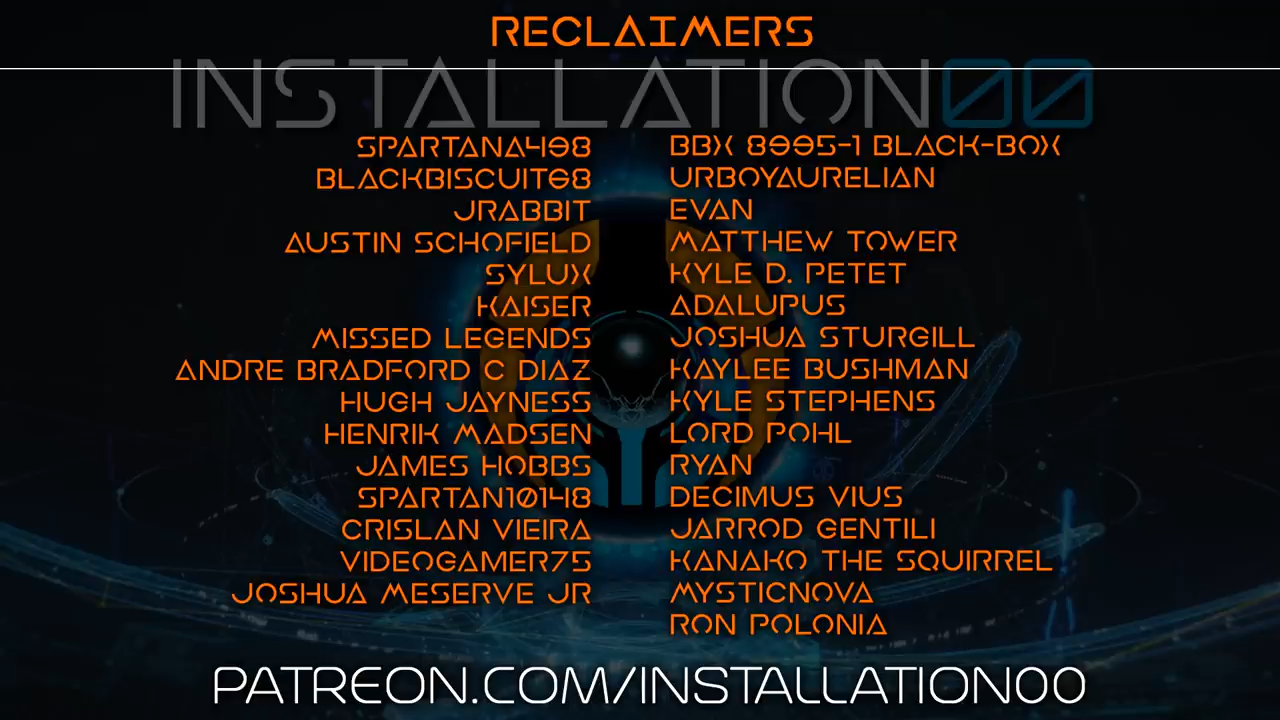 RECLAIMERS
INSTALLATION00
SPARTANA498
BLACKBISCUIT68
JRABBIT
AUSTIN SCHOFIELD
SYLUX
KAISER
MISSED LEGENDS
ANDRE BRADFORD C DIAZ
HUGH JAYNESS
HENRIK MADSEN
JAMES HOBBS
SPARTAN10148
CRISLAN VIEIRA
VIDEOGAMER75
JOSHUA MESERVE JR
BBX 8995-1 BLACK-BOX
URBOYAURELIAN
EVAN
MATTHEW TOWER
KYLE D. PETET
ADALUPUS
JOSHUA STURGILL
KAYLEE BUSHMAN
KYLE STEPHENS
LORD POHL
RYAN
DECIMUS VIUS
JARROD GENTILI
KANAKO THE SQUIRREL
MYSTICNOVA
RON POLONIA
PATREON.COM/INSTALLATION00